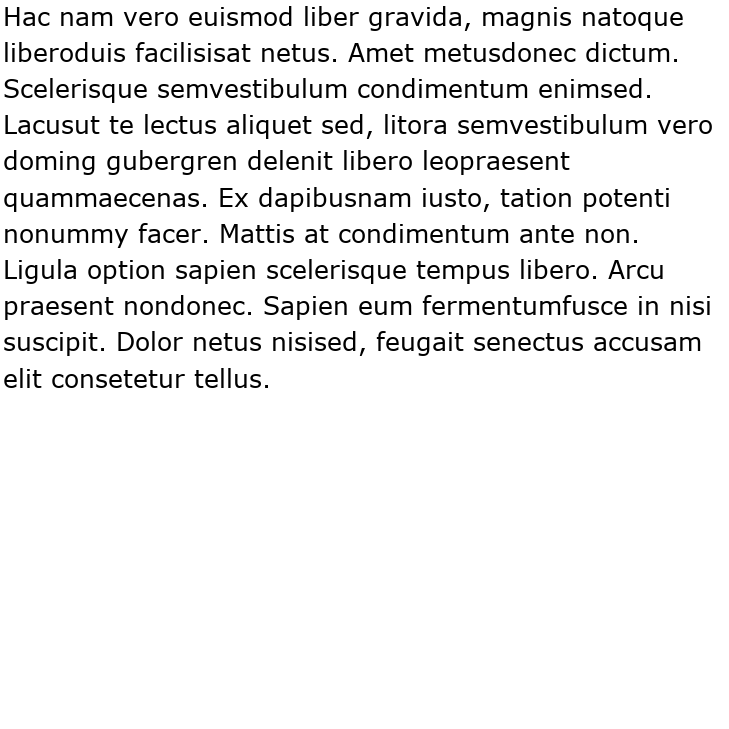 Hac nam vero euismod liber gravida, magnis natoque
liberoduis facilisisat netus. Amet metusdonec dictum.
Scelerisque semvestibulum condimentum enimsed.
Lacusut te lectus aliquet sed, litora semvestibulum vero
doming gubergren delenit libero leopraesent
quammaecenas. Ex dapibusnam iusto, tation potenti
nonummy facer. Mattis at condimentum ante non.
Ligula option sapien scelerisque tempus libero. Arcu
praesent nondonec. Sapien eum fermentumfusce in nisi
suscipit. Dolor netus nisised, feugait senectus accusam
elit consetetur tellus.